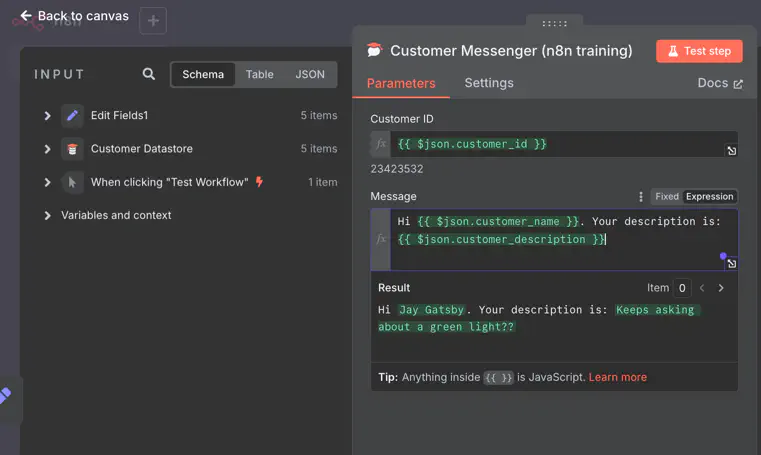 Back to canvas
n8n
+
INPUT
Schema
Table
JSON
Edit Fields1
5 items
Customer Datastore
5 items
When clicking "Test Workflow"
1 item
Variables and context
Customer Messenger (n8n training)
Test step
Parameters
Settings
Docs
Customer ID
fx
{{ $json.customer_id }}
23423532
Message
Fixed
Expression
fx
Hi {{ $json.customer_name }}. Your description is:
{{ $json.customer_description }}
Result
Item 0
Hi Jay Gatsby. Your description is: Keeps asking
about a green light??
Tip: Anything inside {{ }} is JavaScript. Learn more